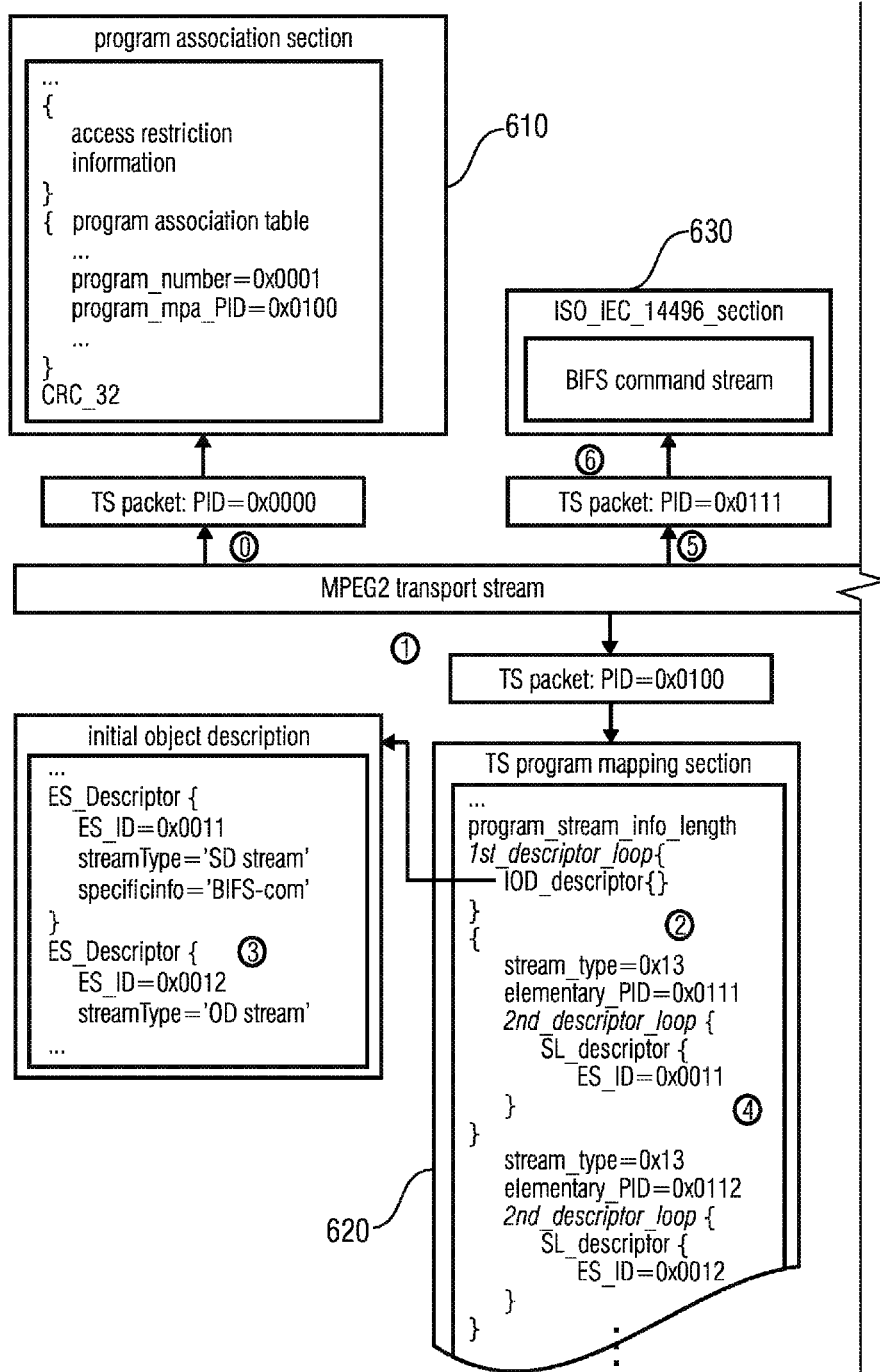 program association section
...
{
access restriction
information
}
{ program association table
...
program_number=0x0001
program_mpa_PID=0x0100
...
}
CRC_32
610
630
ISO_IEC_14496_section
BIFS command stream
6
TS packet: PID=0x0000
TS packet: PID=0x0111
0
5
MPEG2 transport stream
1
TS packet: PID=0x0100
initial object description
...
ES_Descriptor {
ES_ID=0x0011
streamType='SD stream'
specificinfo='BIFS-com'
}
ES_Descriptor {
3
ES_ID=0x0012
streamType='OD stream'
...
TS program mapping section
...
program_stream_info_length
1st_descriptor_loop{
IOD_descriptor{}
}
2
{
stream_type=0x13
elementary_PID=0x0111
2nd_descriptor_loop {
SL_descriptor {
ES_ID=0x0011
}
4
}
stream_type=0x13
elementary_PID=0x0112
2nd_descriptor_loop {
SL_descriptor {
ES_ID=0x0012
}
}
620